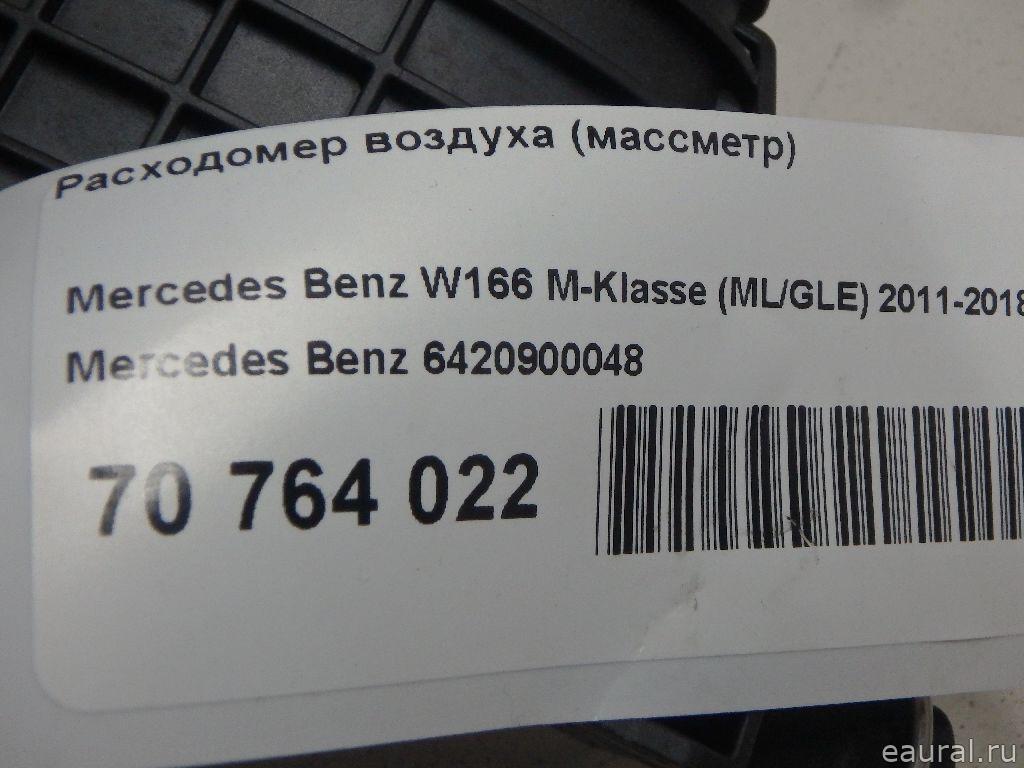 Расходомер воздуха (массметр)
Mercedes Benz W166 M-Klasse (ML/GLE) 2011-2018
Mercedes Benz 6420900048
70 764 022
eaural.ru